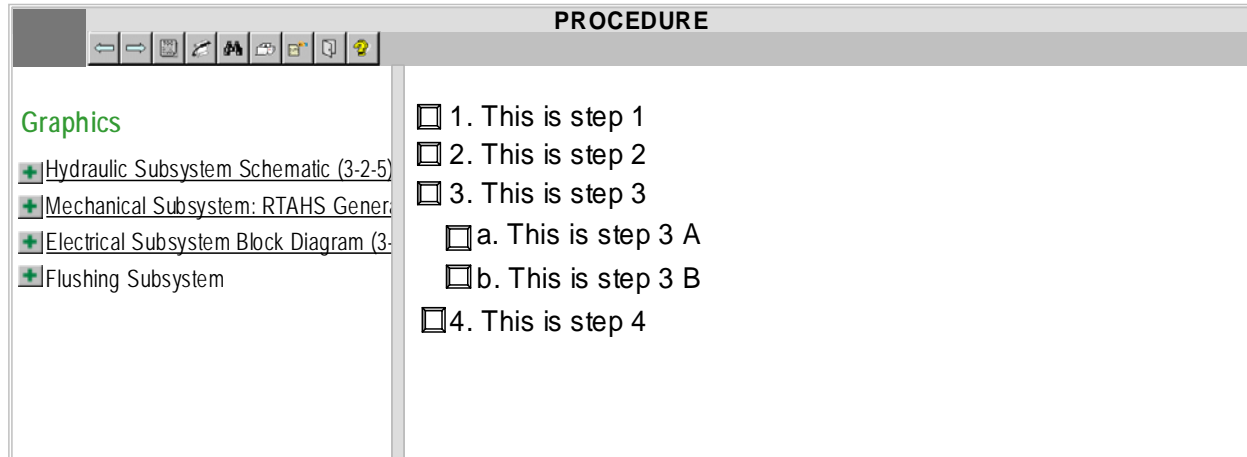 PROCEDURE
Graphics
Hydraulic Subsystem Schematic (3-2-5)
Mechanical Subsystem: RTAHS Genera
Electrical Subsystem Block Diagram (3-
Flushing Subsystem
1. This is step 1
2. This is step 2
3. This is step 3
a. This is step 3 A
b. This is step 3 B
4. This is step 4